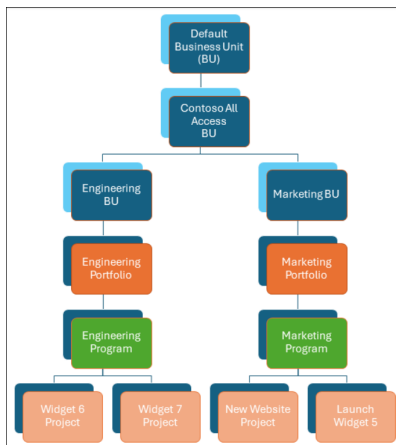 Default
Business Unit
(BU)
Contoso All
Access
BU
Engineering
BU
Marketing BU
Engineering
Portfolio
Marketing
Portfolio
Engineering
Program
Marketing
Program
Widget 6
Project
Widget 7
Project
New Website
Project
Launch
Widget 5